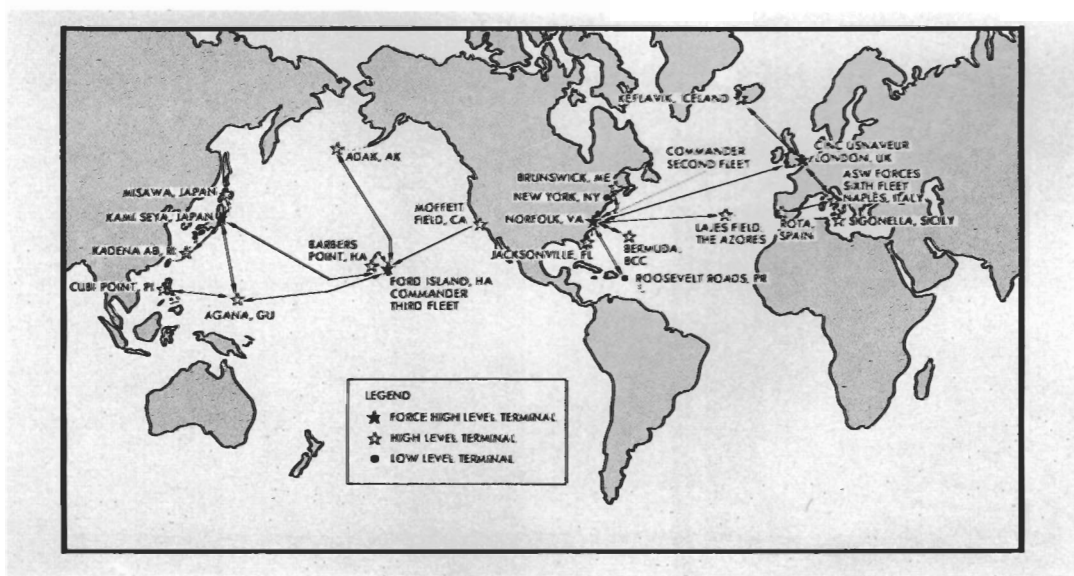 KEFLAVIK, ICELAND
COMMANDER
SECOND FLEET
CINC USNAVEUR
LONDON, UK
ADAK, AK
ASW FORCES
SIXTH FLEET
NAPLES, ITALY
BRUNSWICK, ME
NEW YORK, NY
MISAWA, JAPAN
MOFFETT
FIELD, CA
NORFOLK, VA
KAMI SEYA, JAPAN
LAJES FIELD,
THE AZORES
ROTA,
SPAIN
SIGONELLA, SICILY
KADENA AB, RI
BARBERS
POINT, HA
JACKSONVILLE, FL
BERMUDA,
BCC
CUBI POINT, PI
FORD ISLAND, HA
COMMANDER
THIRD FLEET
ROOSEVELT ROADS, PR
AGANA, GU
LEGEND
FORCE HIGH LEVEL TERMINAL
HIGH LEVEL TERMINAL
LOW LEVEL TERMINAL